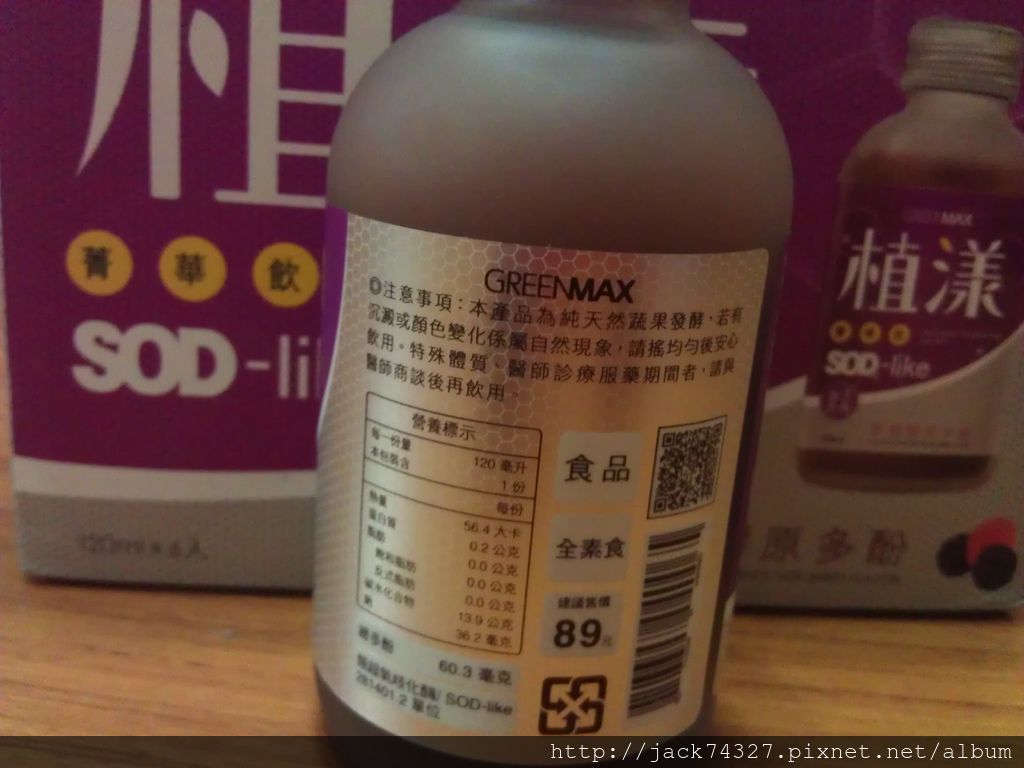 植
菁華飲
SOD-li
120ml x 6入
GREENMAX
◎注意事項：本產品為純天然蔬果發酵，若有
沉澱或顏色變化係屬自然現象，請搖均勻後安心
飲用。特殊體質、醫師診療服藥期間者，請與
醫師商談後再飲用。
營養標示
每一份量 120 毫升
本包裝含 1 份
每份
熱量 56.4 大卡
蛋白質 0.2 公克
脂肪 0.0 公克
飽和脂肪 0.0 公克
反式脂肪 0.0 公克
碳水化合物 13.9 公克
鈉 36.2 毫克
總多酚 60.3 毫克
類超氧歧化酶/ SOD-like
281401.2 單位
食品
全素食
建議售價
89元
GREENMAX
植漾
SOD-like
原多酚
http://jack74327.pixnet.net/album